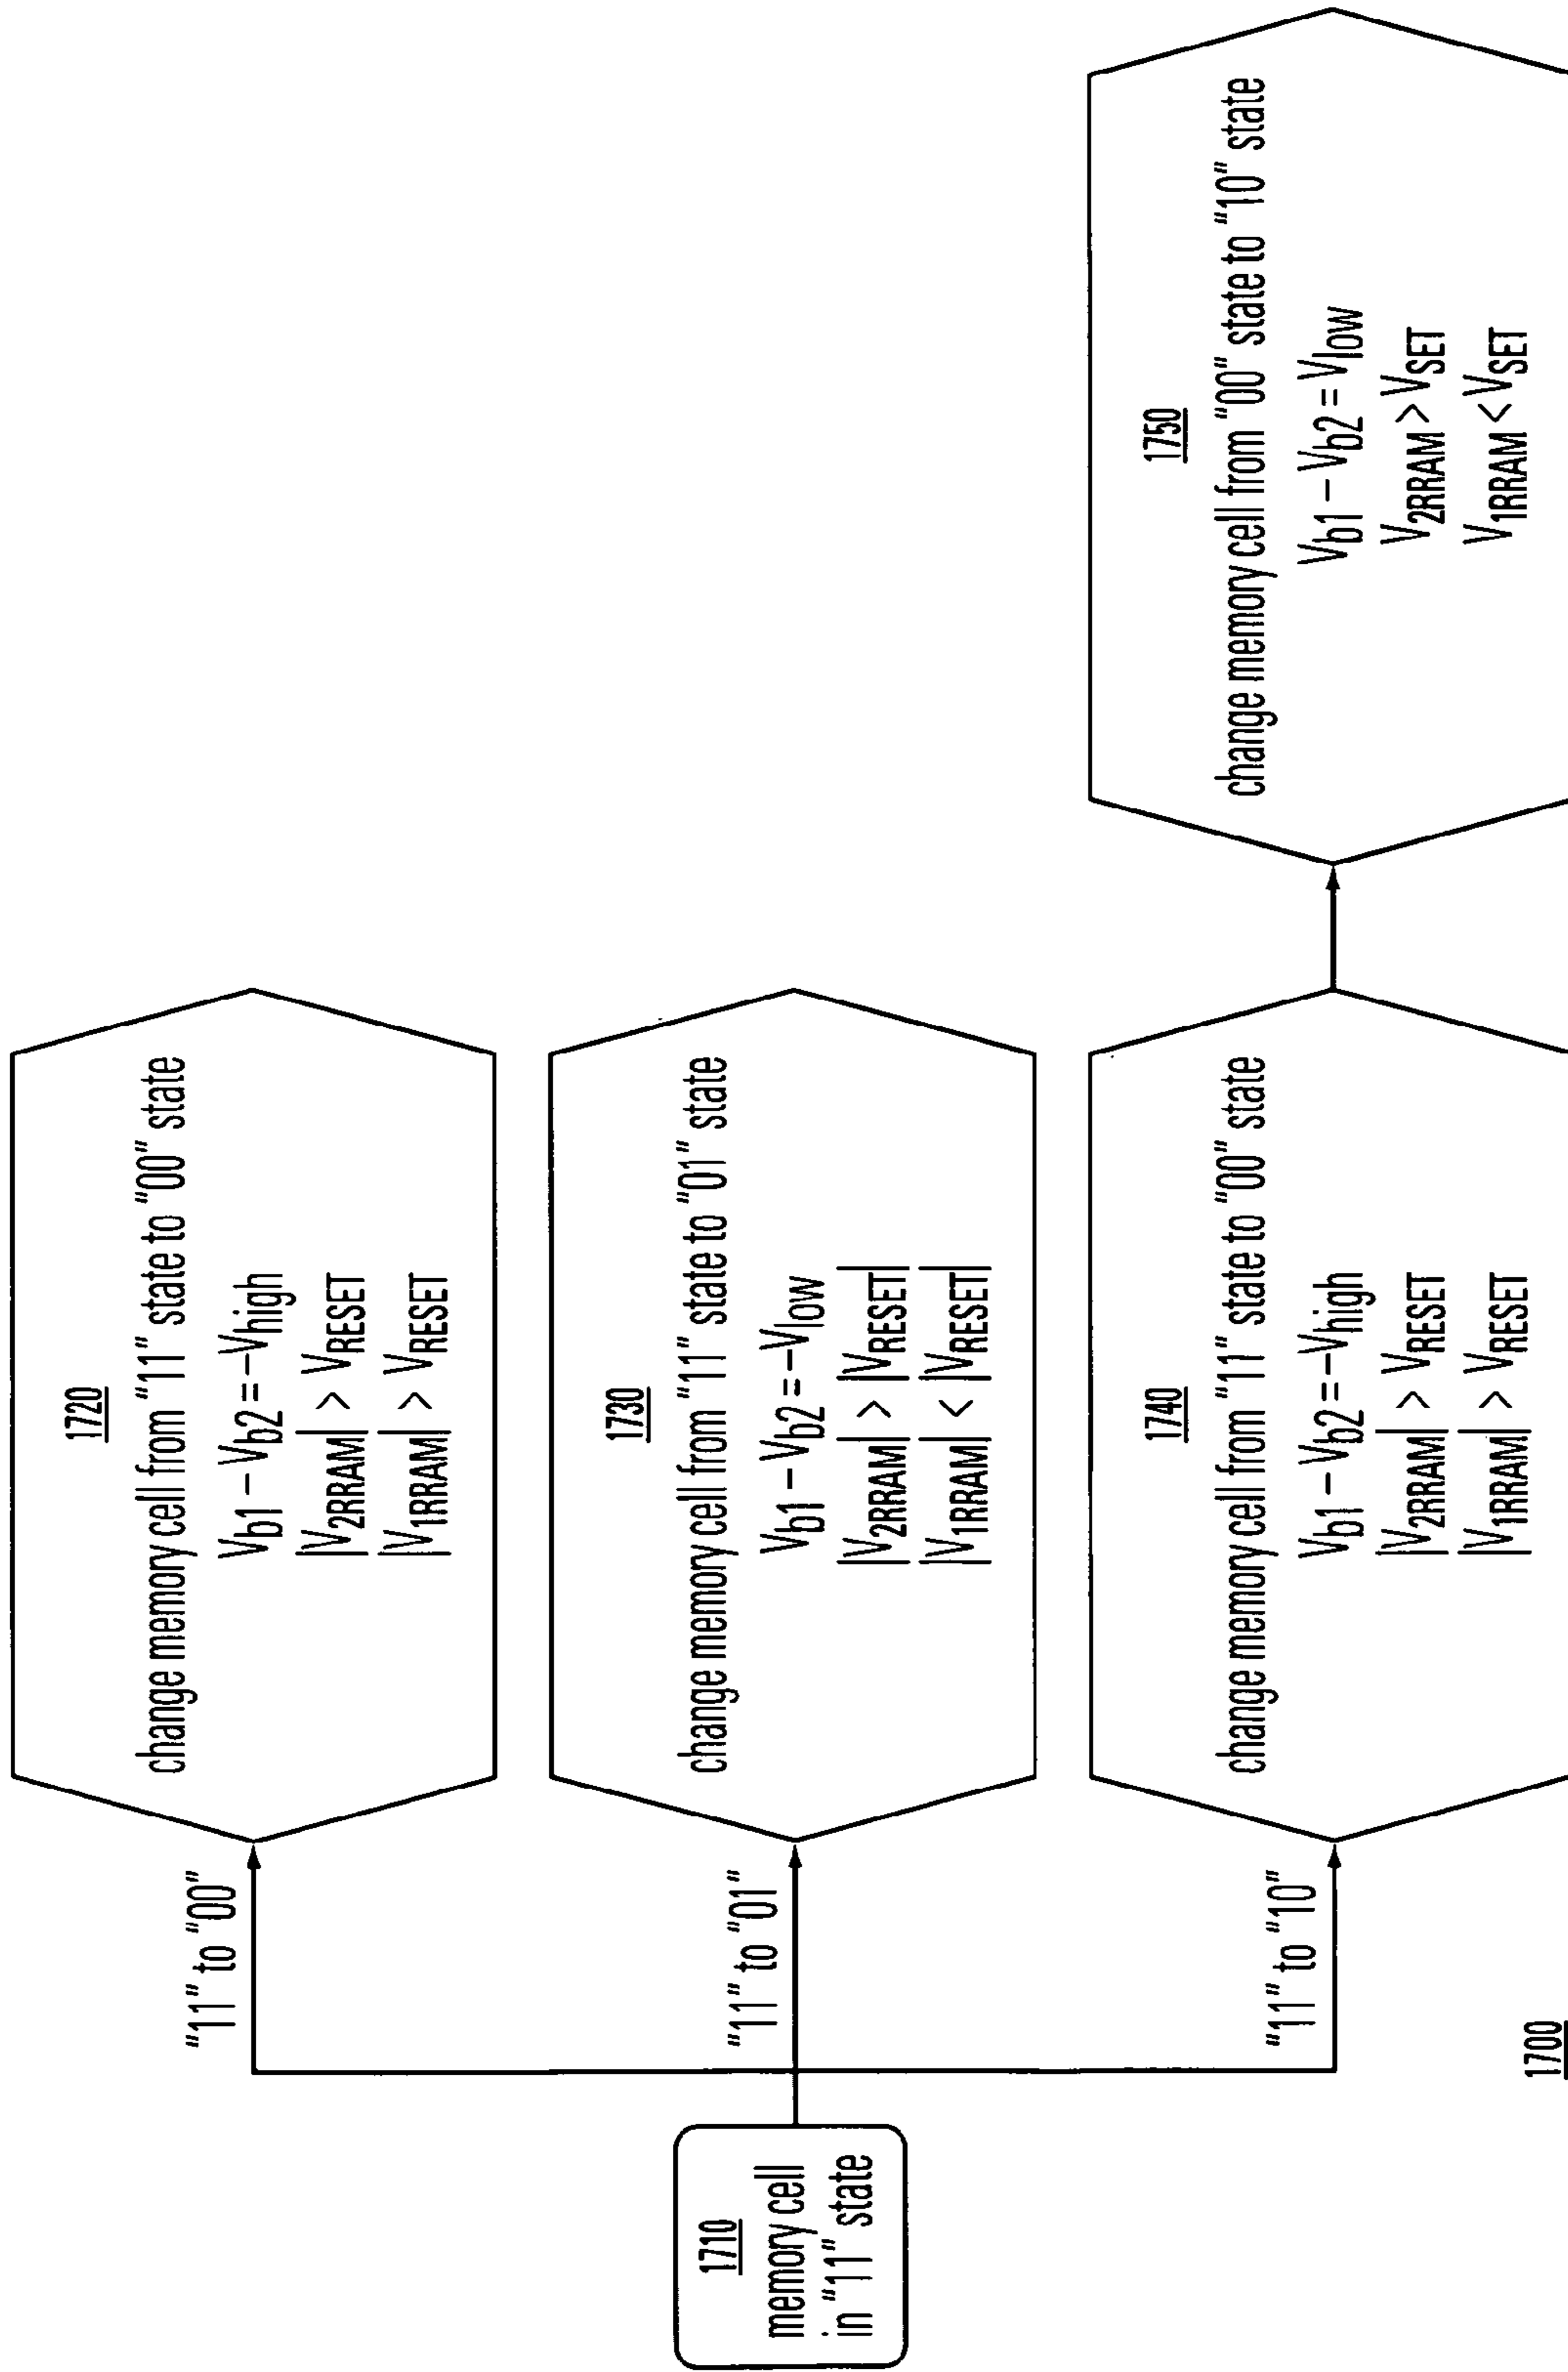 1710
memory cell
in "11" state
"11" to "00"
1720
change memory cell from "11" state to "00" state
Vb1 − Vb2 = −Vhigh
|V2RRAM| > VRESET
|V1RRAM| > VRESET
"11" to "01"
1730
change memory cell from "11" state to "01" state
Vb1 − Vb2 = −Vlow
|V2RRAM| > |VRESET|
|V1RRAM| < |VRESET|
"11" to "10"
1740
change memory cell from "11" state to "00" state
Vb1 − Vb2 = −Vhigh
|V2RRAM| > VRESET
|V1RRAM| > VRESET
1750
change memory cell from "00" state to "10" state
Vb1 − Vb2 = Vlow
V2RRAM > VSET
V1RRAM < VSET
1700